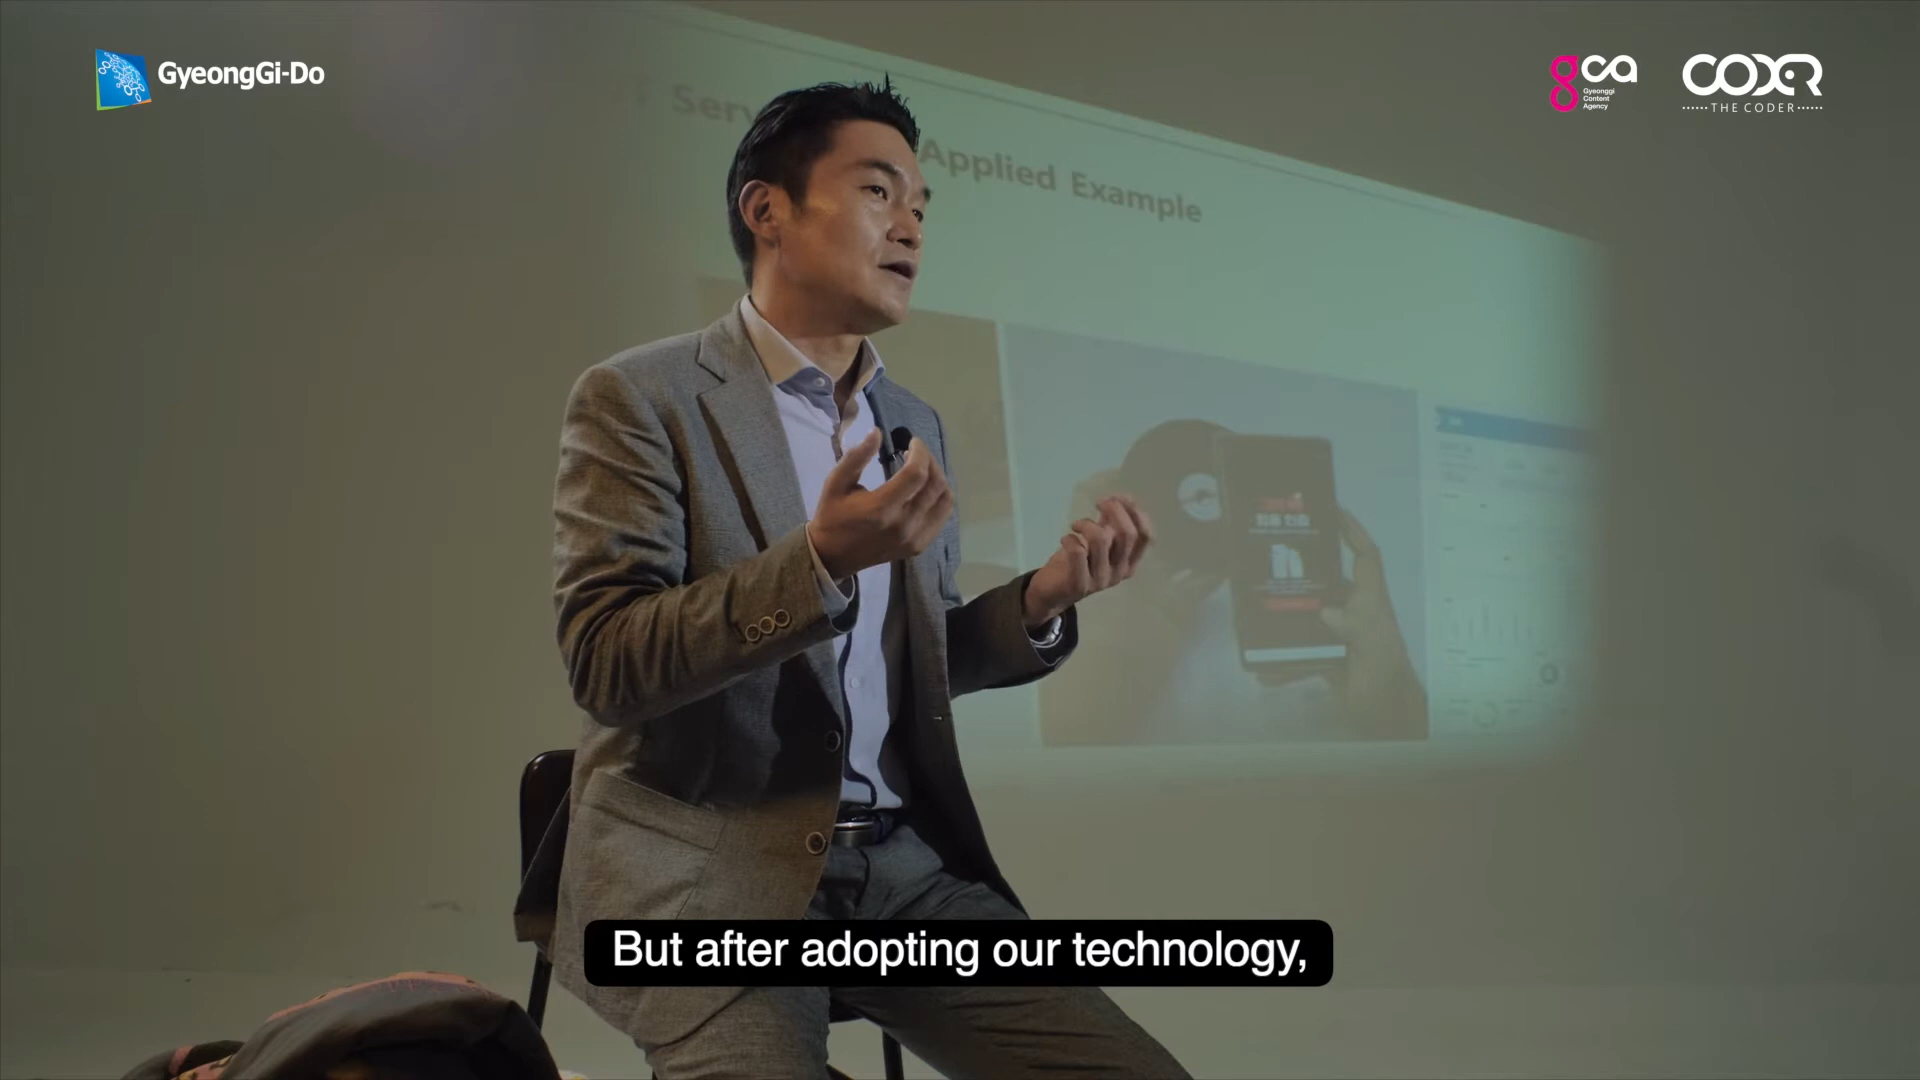 GyeongGi-Do
gca
Gyeonggi
Content
Agency
CODER
THE CODER
Applied Example
But after adopting our technology,